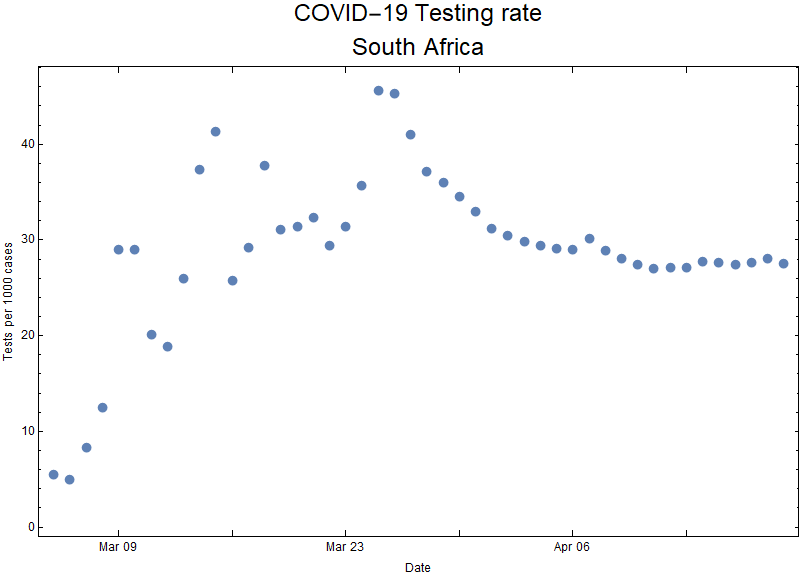 COVID−19 Testing rate
South Africa
40
30
20
10
0
Tests per 1000 cases
Mar 09
Mar 23
Apr 06
Date